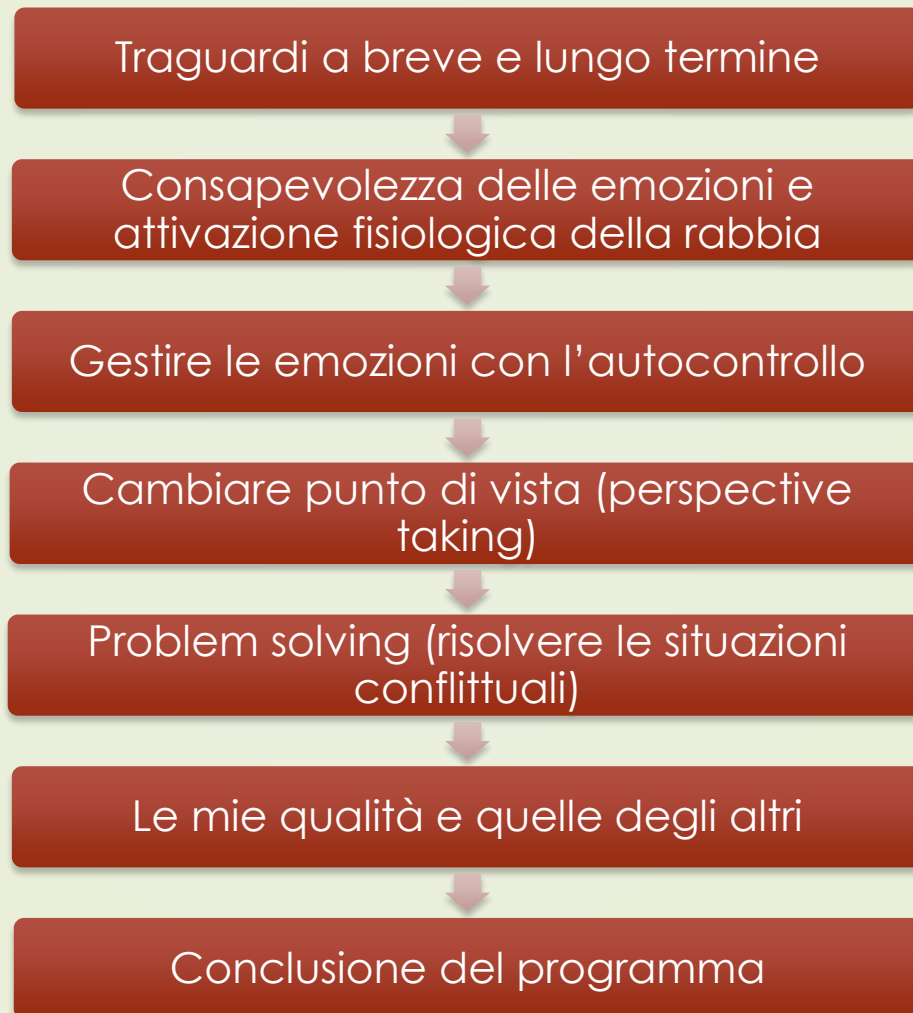 Traguardi a breve e lungo termine
Consapevolezza delle emozioni e
attivazione fisiologica della rabbia
Gestire le emozioni con l’autocontrollo
Cambiare punto di vista (perspective
taking)
Problem solving (risolvere le situazioni
conflittuali)
Le mie qualità e quelle degli altri
Conclusione del programma